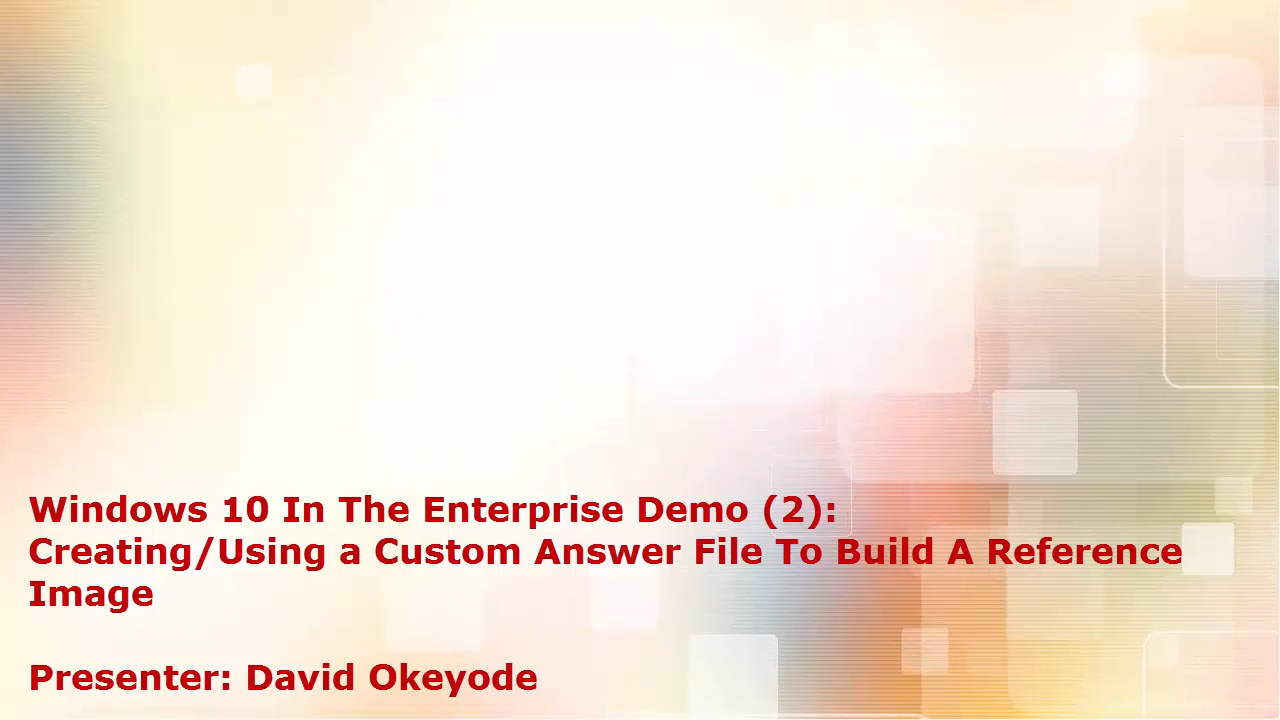 Windows 10 In The Enterprise Demo (2):
Creating/Using a Custom Answer File To Build A Reference
Image
Presenter: David Okeyode